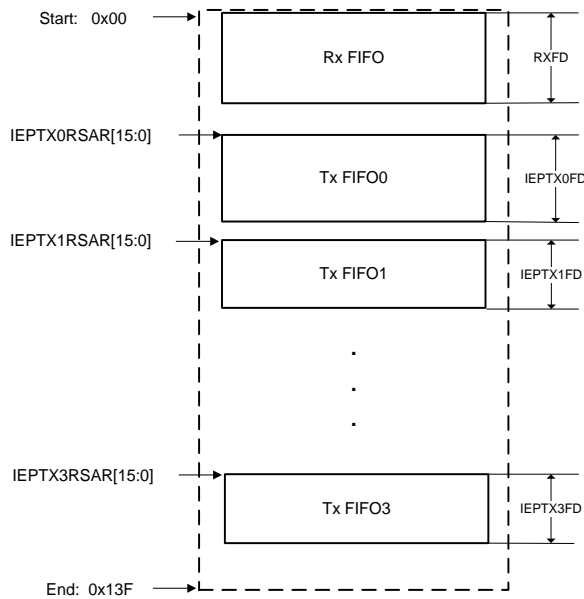 Start: 0x00
Rx FIFO
RXFD
IEPTX0RSAR[15:0]
Tx FIFO0
IEPTX0FD
IEPTX1RSAR[15:0]
Tx FIFO1
IEPTX1FD
.
.
.
IEPTX3RSAR[15:0]
Tx FIFO3
IEPTX3FD
End: 0x13F